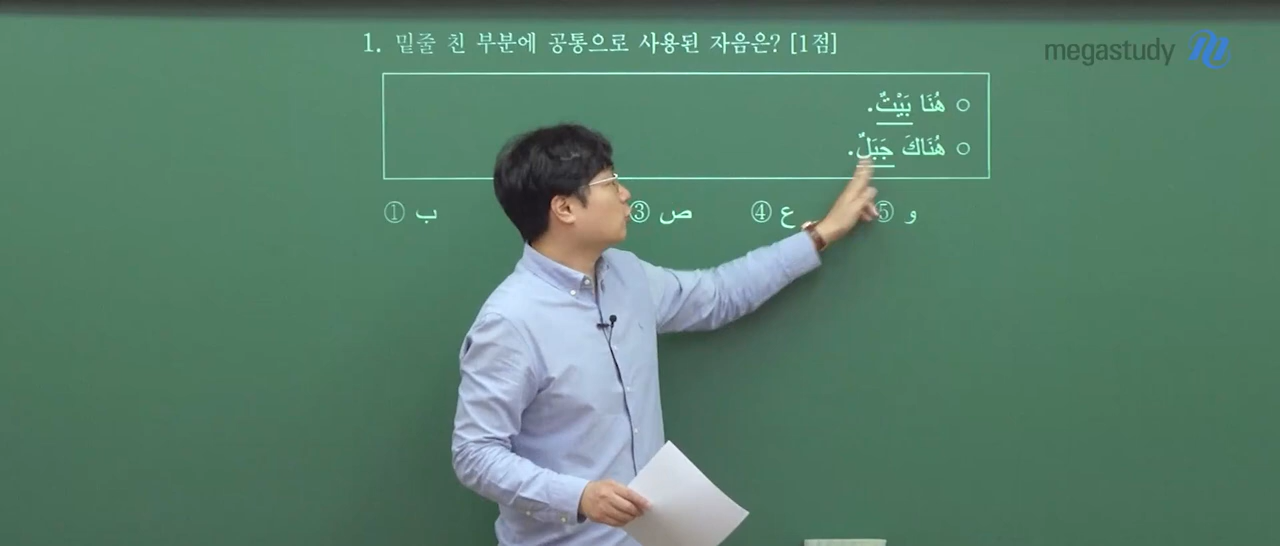 megastudy
1. 밑줄 친 부분에 공통으로 사용된 자음은? [1점]
○ هُنَا بَيْتٌ.
○ هُنَاكَ جَبَلٌ.
① ب ③ ص ④ ع ⑤ و